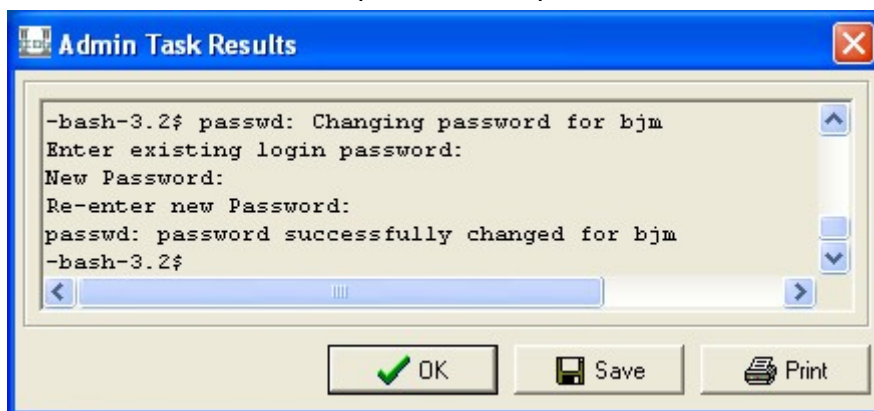 Admin Task Results
-bash-3.2$ passwd: Changing password for bjm
Enter existing login password:
New Password:
Re-enter new Password:
passwd: password successfully changed for bjm
-bash-3.2$
OK
Save
Print